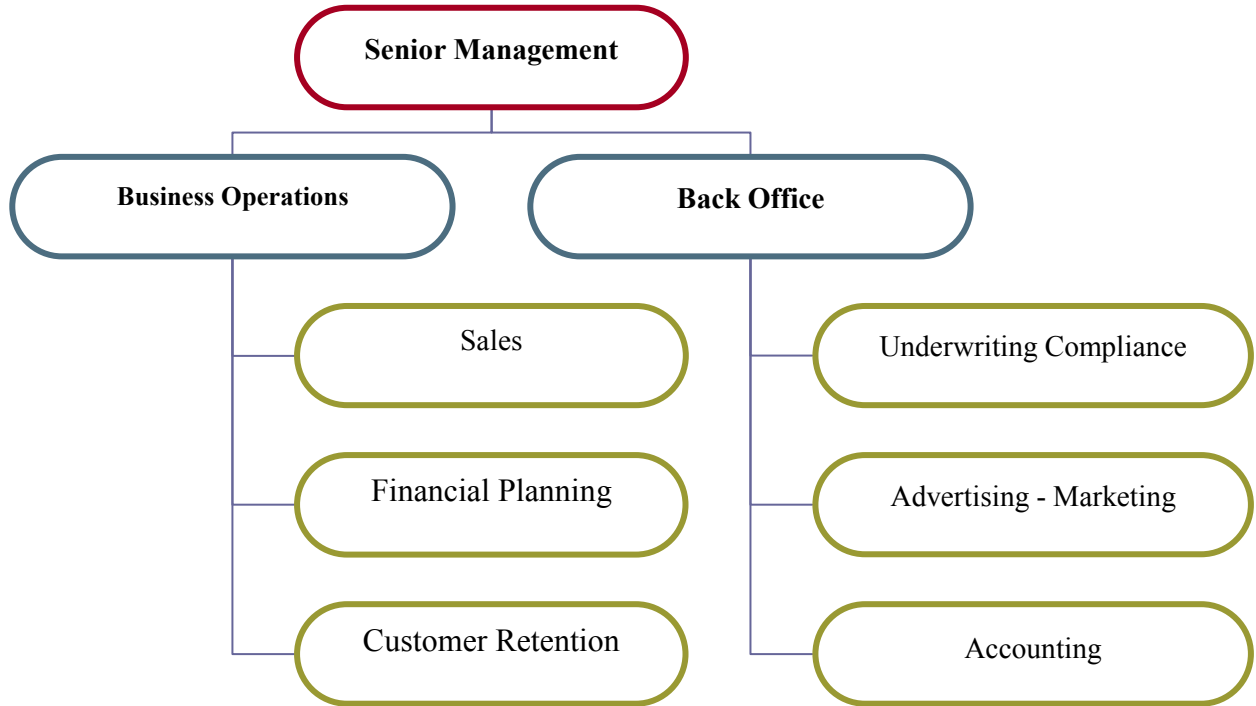 Senior Management
Business Operations
Back Office
Sales
Financial Planning
Customer Retention
Underwriting Compliance
Advertising - Marketing
Accounting